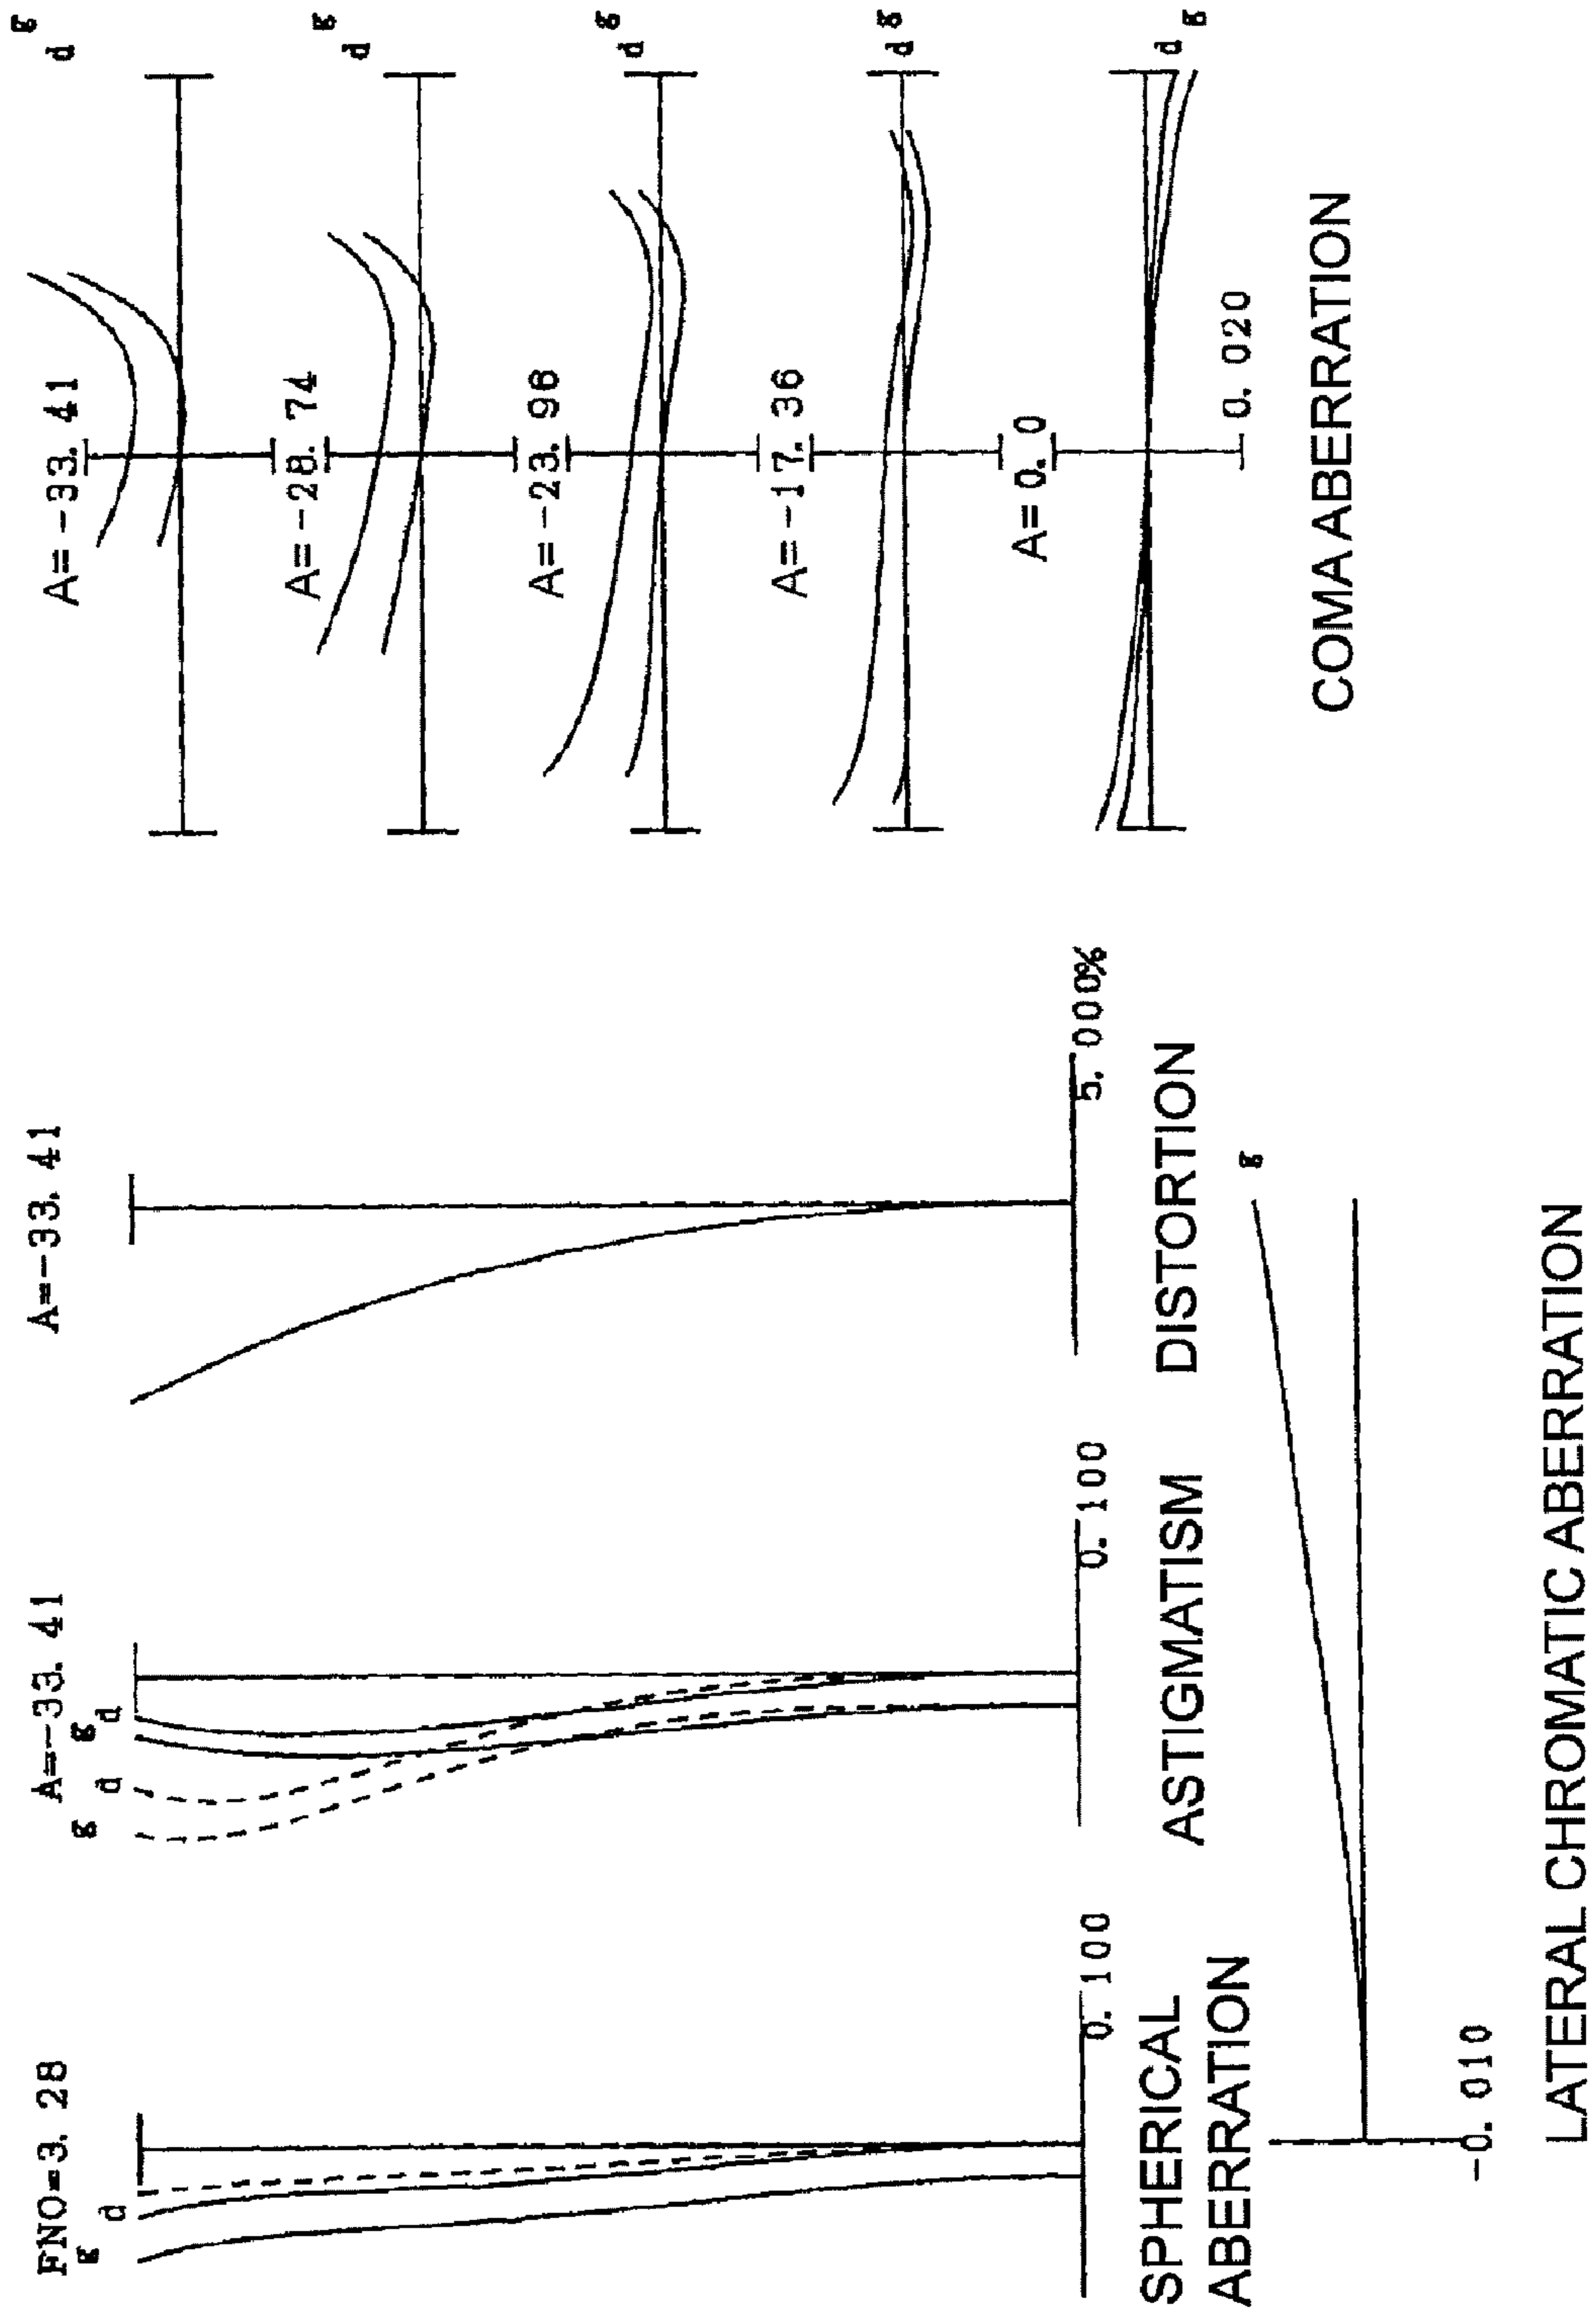 FNO=3. 28
g
d
0. 100
SPHERICAL
ABERRATION
A=-33. 41
g
d
g
d
0. 100
ASTIGMATISM
A=-33. 41
5. 000%
DISTORTION
g
-0. 010
LATERAL CHROMATIC ABERRATION
A= -33. 41
g
d
A= -28. 74
g
d
A= -23. 96
g
d
A= -17. 36
g
d
A= 0. 0
d
g
0. 020
COMA ABERRATION